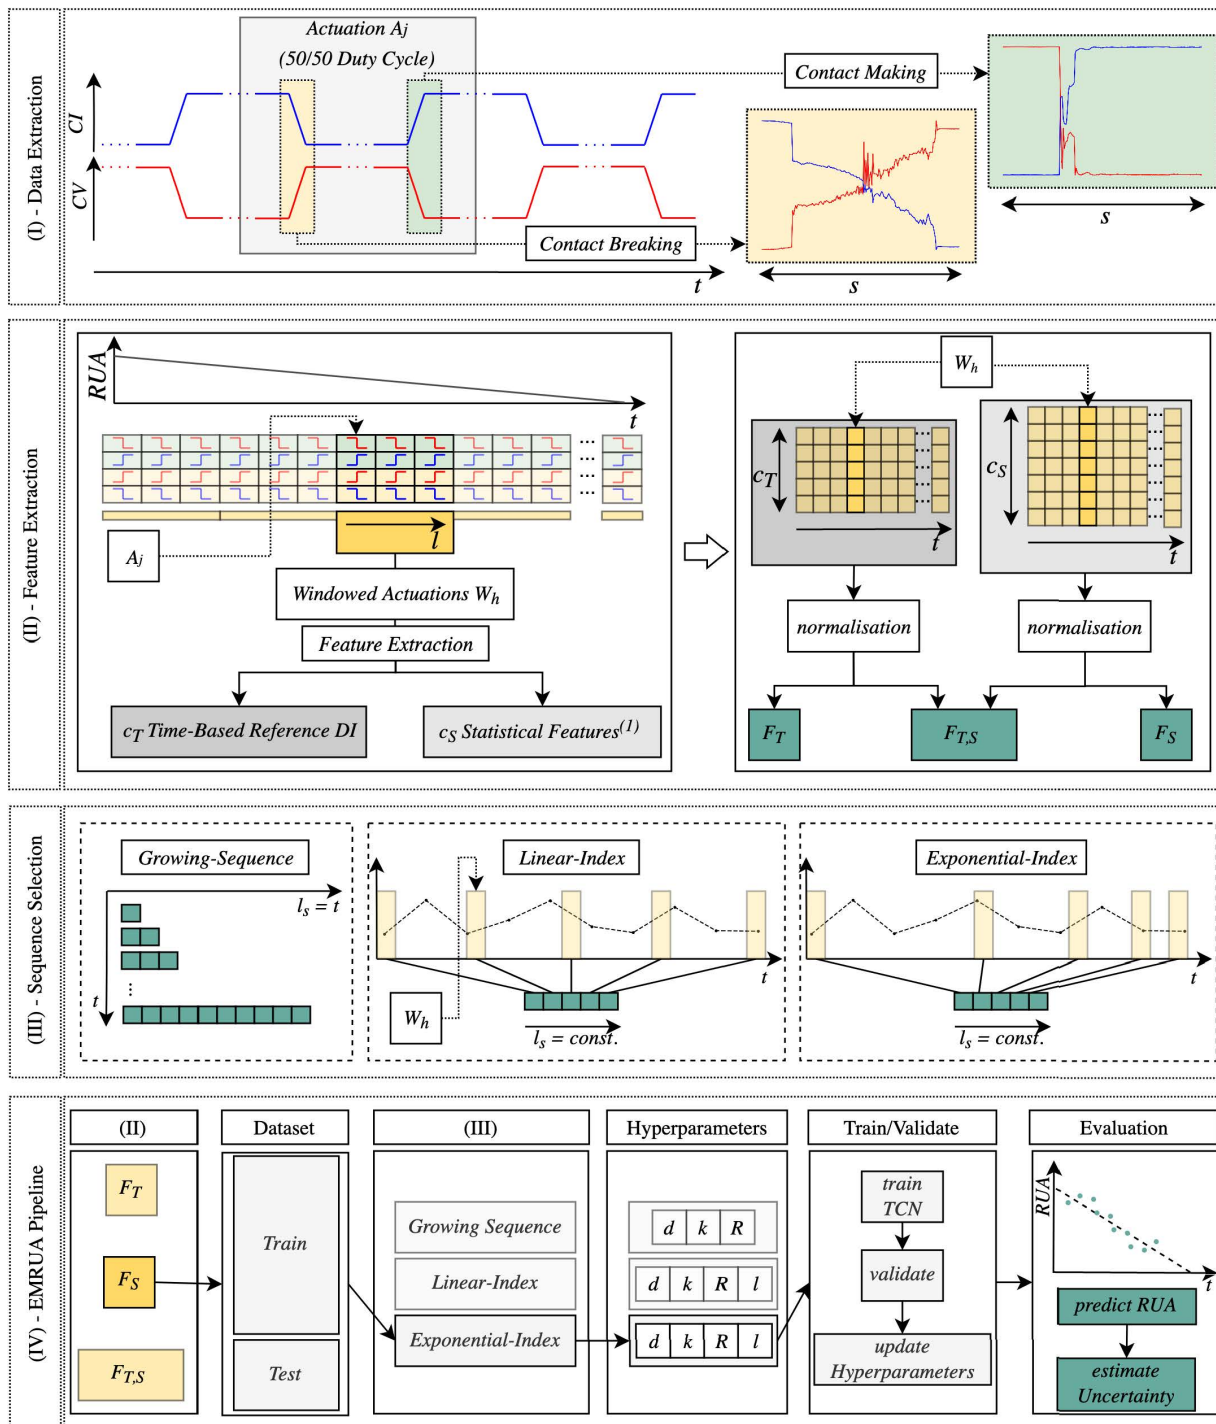 (I) - Data Extraction
Actuation Aj
(50/50 Duty Cycle)
CI
CV
t
Contact Making
Contact Breaking
s
s
(II) - Feature Extraction
RUA
t
Aj
l
Windowed Actuations Wh
Feature Extraction
cT Time-Based Reference DI
cS Statistical Features(1)
Wh
cT
t
cS
t
normalisation
normalisation
FT
FT,S
FS
(III) - Sequence Selection
Growing-Sequence
ls = t
t
Linear-Index
Wh
t
ls = const.
Exponential-Index
t
ls = const.
(IV) - EMRUA Pipeline
(II)
FT
FS
FT,S
Dataset
Train
Test
(III)
Growing Sequence
Linear-Index
Exponential-Index
Hyperparameters
d k R
d k R l
d k R l
Train/Validate
train
TCN
validate
update
Hyperparameters
Evaluation
RUA
t
predict RUA
estimate
Uncertainty